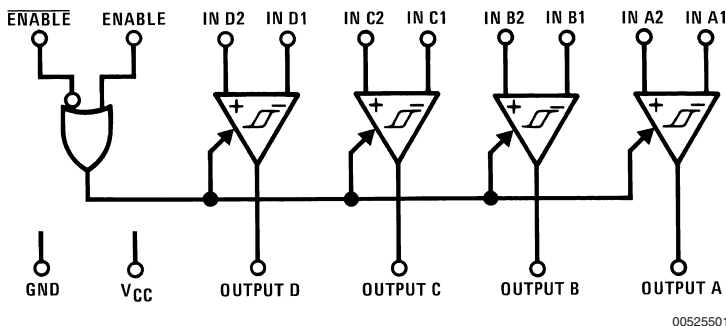 ENABLE ENABLE IN D2 IN D1 IN C2 IN C1 IN B2 IN B1 IN A2 IN A1
+ − + − + − + −
GND VCC OUTPUT D OUTPUT C OUTPUT B OUTPUT A
00525501